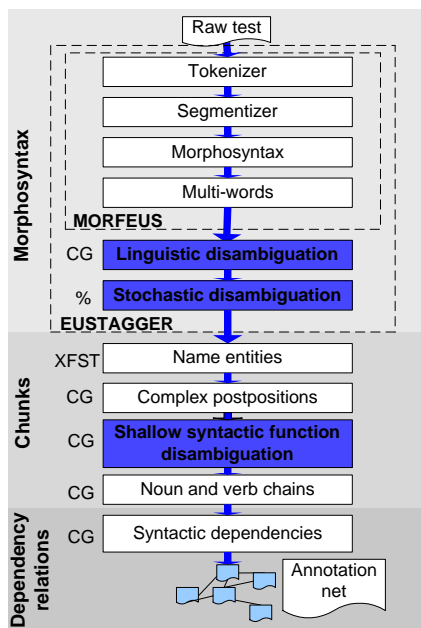 Raw test
Tokenizer
Segmentizer
Morphosyntax
Multi-words
MORFEUS
CG
Linguistic disambiguation
%
Stochastic disambiguation
EUSTAGGER
Morphosyntax
XFST
Name entities
CG
Complex postpositions
CG
Shallow syntactic function
disambiguation
CG
Noun and verb chains
Chunks
CG
Syntactic dependencies
Annotation
net
Dependency
relations